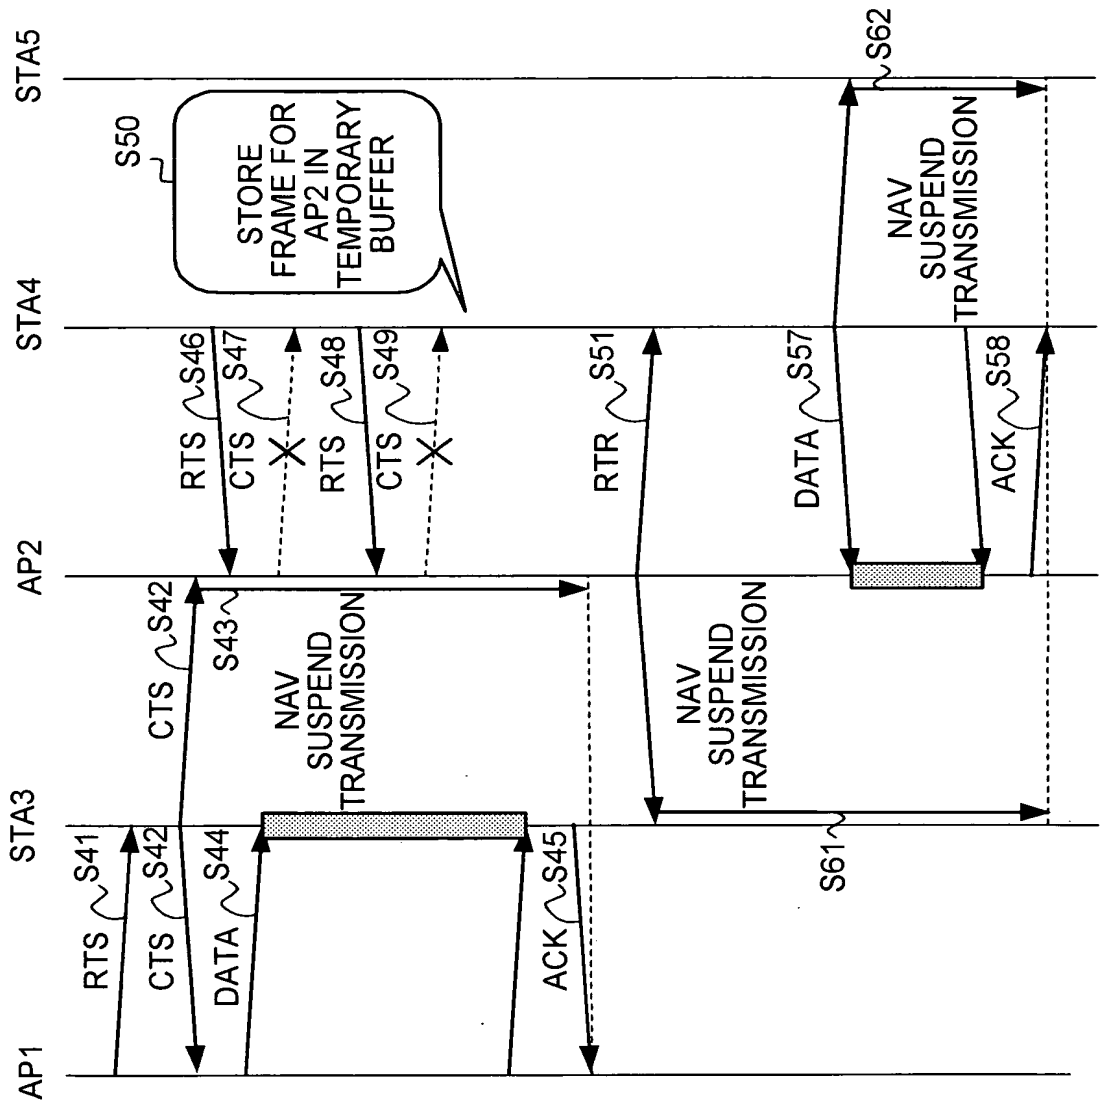 AP1
STA3
AP2
STA4
STA5
RTS S41
CTS S42
CTS S42
S43
DATA S44
NAV
SUSPEND
TRANSMISSION
ACK S45
RTS S46
CTS S47
RTS S48
CTS S49
S50
STORE
FRAME FOR
AP2 IN
TEMPORARY
BUFFER
RTR S51
NAV
SUSPEND
TRANSMISSION
S61
DATA S57
ACK S58
NAV
SUSPEND
TRANSMISSION
S62